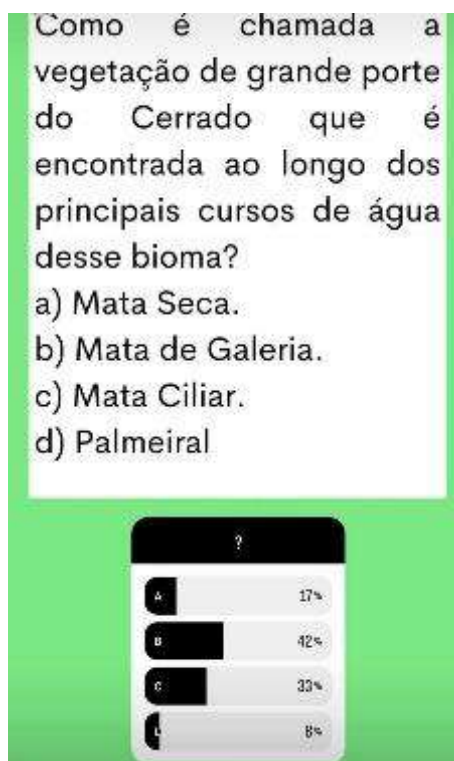 Como é chamada a
vegetação de grande porte
do Cerrado que é
encontrada ao longo dos
principais cursos de água
desse bioma?
a) Mata Seca.
b) Mata de Galeria.
c) Mata Ciliar.
d) Palmeiral
?
A 17%
B 42%
C 33%
8%